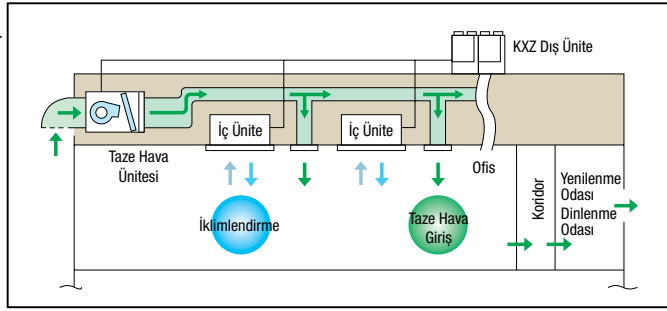 KXZ Dış Ünite
İç Ünite
İç Ünite
Taze Hava
Ünitesi
Ofis
İklimlendirme
Taze Hava
Giriş
Koridor
Yenilenme
Odası
Dinlenme
Odası